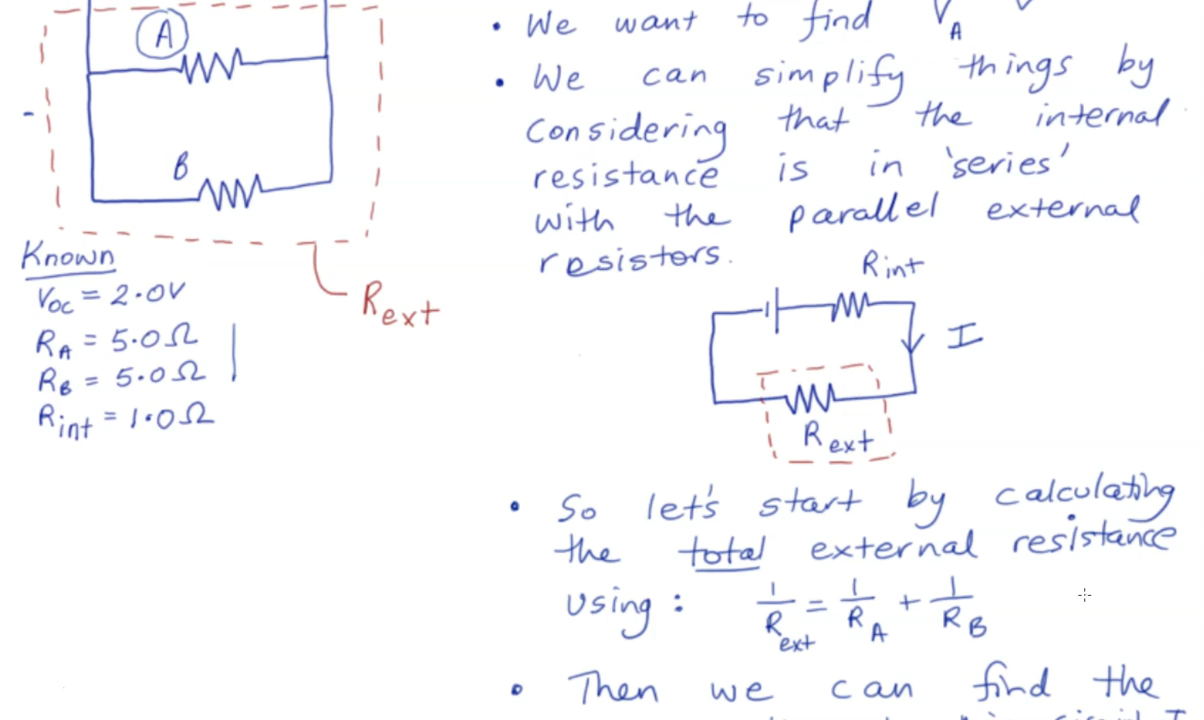 A
B
Known
Voc = 2.0V
RA = 5.0Ω
RB = 5.0Ω
Rint = 1.0Ω
Rext
• We want to find VA
• We can simplify things by
considering that the internal
resistance is in 'series'
with the parallel external
resistors.
Rint
I
Rext
• So let's start by calculating
the total external resistance
using: 1/Rext = 1/RA + 1/RB
• Then we can find the